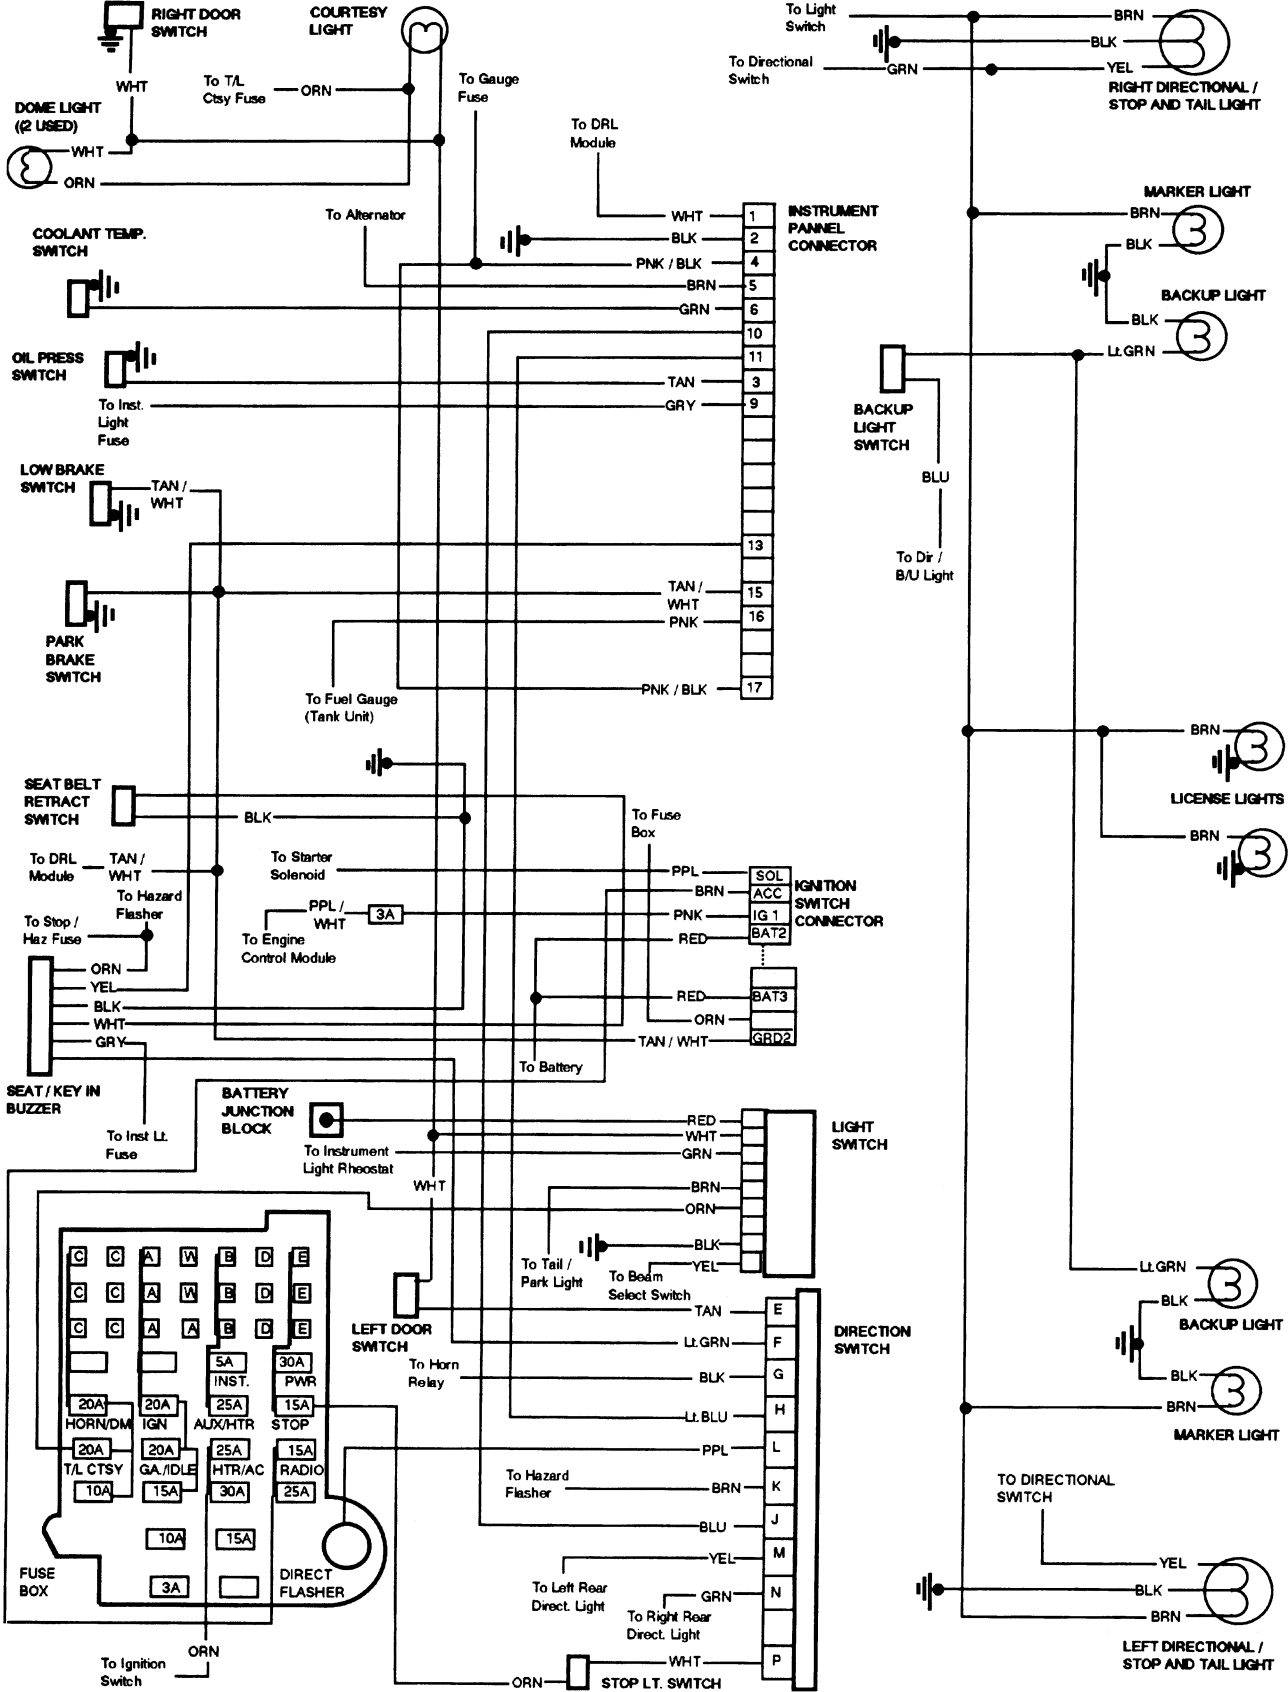 RIGHT DOOR
SWITCH
COURTESY
LIGHT
WHT
To T/L
Ctsy Fuse
ORN
To Gauge
Fuse
DOME LIGHT
((2 USED)
WHT
ORN
To DRL
Module
To Light
Switch
BRN
BLK
To Directional
Switch
GRN
YEL
RIGHT DIRECTIONAL /
STOP AND TAIL LIGHT
To Alternator
COOLANT TEMP.
SWITCH
OIL PRESS
SWITCH
To Inst.
Light
Fuse
LOW BRAKE
SWITCH
TAN /
WHT
PARK
BRAKE
SWITCH
To Fuel Gauge
(Tank Unit)
INSTRUMENT
PANNEL
CONNECTOR
WHT 1
BLK 2
PNK / BLK 4
BRN 5
GRN 6
10
11
TAN 3
GRY 9
13
TAN /
WHT
15
PNK 16
PNK / BLK 17
MARKER LIGHT
BRN
BLK
BACKUP LIGHT
BLK
Lt.GRN
BACKUP
LIGHT
SWITCH
BLU
To Dir /
B/U Light
BRN
LICENSE LIGHTS
BRN
SEAT BELT
RETRACT
SWITCH
BLK
To DRL
Module
TAN /
WHT
To Hazard
Flasher
To Stop /
Haz Fuse
ORN
YEL
BLK
WHT
GRY
SEAT / KEY IN
BUZZER
To Inst Lt.
Fuse
To Starter
Solenoid
PPL /
WHT
3A
To Engine
Control Module
To Fuse
Box
PPL SOL
BRN ACC
PNK IG 1
RED BAT2
IGNITION
SWITCH
CONNECTOR
RED BAT3
ORN
TAN / WHT GRD2
To Battery
BATTERY
JUNCTION
BLOCK
To Instrument
Light Rheostat
WHT
RED
WHT
GRN
BRN
ORN
BLK
YEL
LIGHT
SWITCH
To Tail /
Park Light
To Beam
Select Switch
LEFT DOOR
SWITCH
To Horn
Relay
TAN E
Lt.GRN F
BLK G
Lt.BLU H
PPL L
BRN K
BLU J
YEL M
GRN N
WHT P
DIRECTION
SWITCH
To Hazard
Flasher
To Left Rear
Direct. Light
To Right Rear
Direct. Light
ORN
STOP LT. SWITCH
C C A W B D E
C C A W B D E
C C A A B D E
5A 30A
INST. PWR
20A 20A 25A 15A
HORN/DM IGN AUX/HTR STOP
20A 20A 25A 15A
T/L CTSY GA./IDLE HTR/AC RADIO
10A 15A 30A 25A
10A 15A
3A
FUSE
BOX
DIRECT
FLASHER
ORN
To Ignition
Switch
Lt.GRN
BLK
BACKUP LIGHT
BLK
BRN
MARKER LIGHT
TO DIRECTIONAL
SWITCH
YEL
BLK
BRN
LEFT DIRECTIONAL /
STOP AND TAIL LIGHT